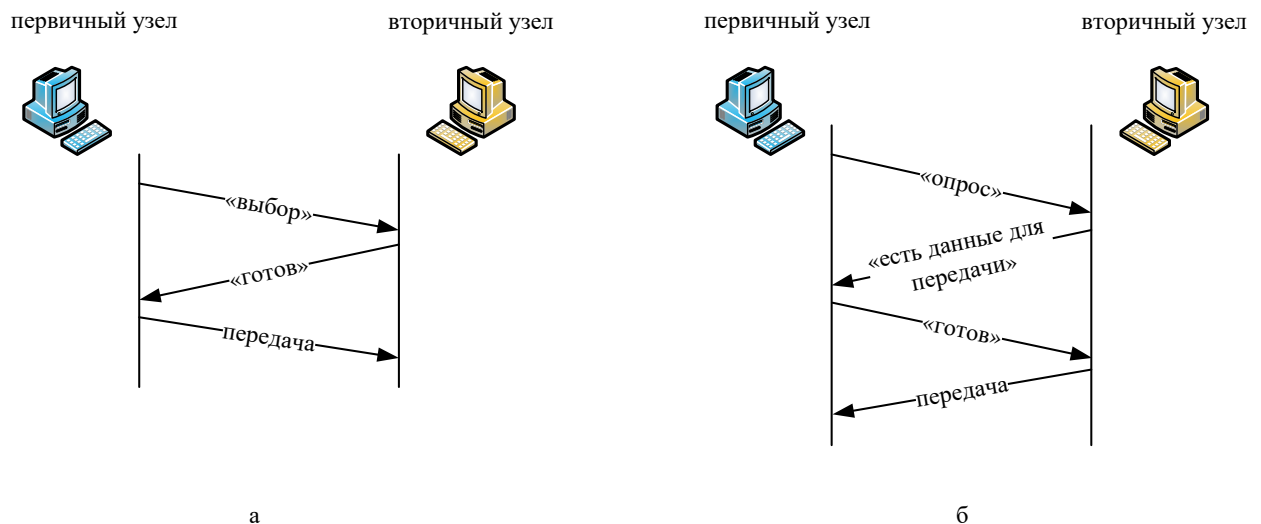 первичный узел
вторичный узел
«выбор»
«готов»
передача
а
первичный узел
вторичный узел
«опрос»
«есть данные для
передачи»
«готов»
передача
б